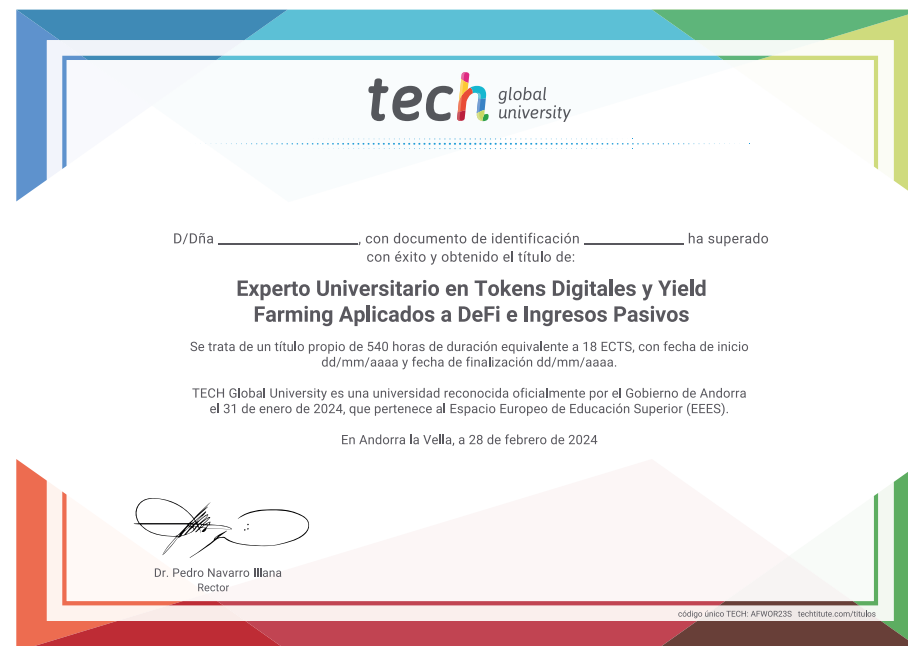 tech global university
D/Dña ____________________, con documento de identificación ______________ ha superado
con éxito y obtenido el título de:
Experto Universitario en Tokens Digitales y Yield
Farming Aplicados a DeFi e Ingresos Pasivos
Se trata de un título propio de 540 horas de duración equivalente a 18 ECTS, con fecha de inicio
dd/mm/aaaa y fecha de finalización dd/mm/aaaa.
TECH Global University es una universidad reconocida oficialmente por el Gobierno de Andorra
el 31 de enero de 2024, que pertenece al Espacio Europeo de Educación Superior (EEES).
En Andorra la Vella, a 28 de febrero de 2024
Dr. Pedro Navarro Illana
Rector
código único TECH: AFWOR23S techtitute.com/titulos